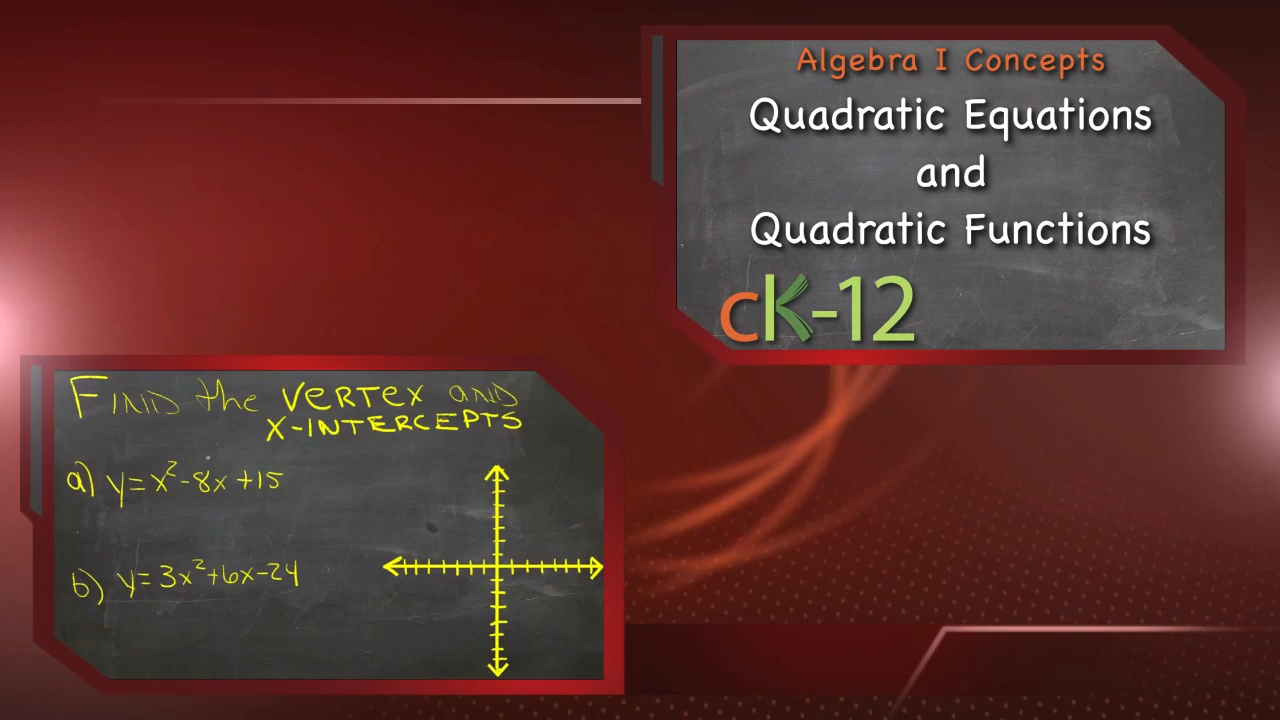 Algebra I Concepts
Quadratic Equations
and
Quadratic Functions
cK-12
FIND the VERTEX AND
X-INTERCEPTS
a) y=x²-8x+15
b) y=3x²+6x-24